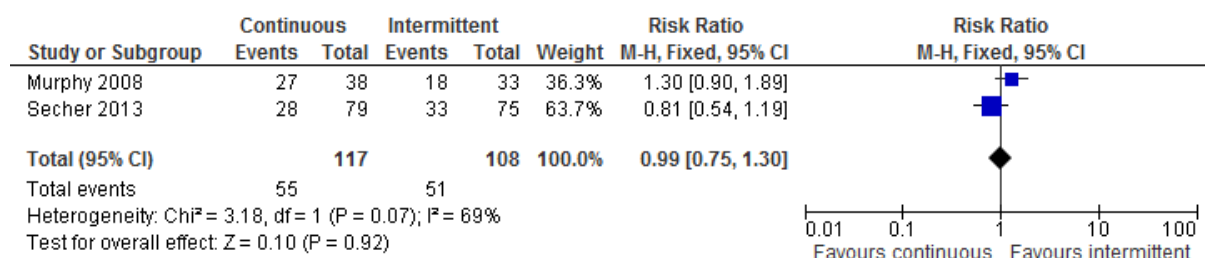 Continuous Intermittent Risk Ratio Risk Ratio
Study or Subgroup Events Total Events Total Weight M-H, Fixed, 95% CI M-H, Fixed, 95% CI
Murphy 2008 27 38 18 33 36.3% 1.30 [0.90, 1.89]
Secher 2013 28 79 33 75 63.7% 0.81 [0.54, 1.19]
Total (95% CI) 117 108 100.0% 0.99 [0.75, 1.30]
Total events 55 51
Heterogeneity: Chi² = 3.18, df = 1 (P = 0.07); I² = 69%
Test for overall effect: Z = 0.10 (P = 0.92)
0.01 0.1 1 10 100
Favours continuous Favours intermittent